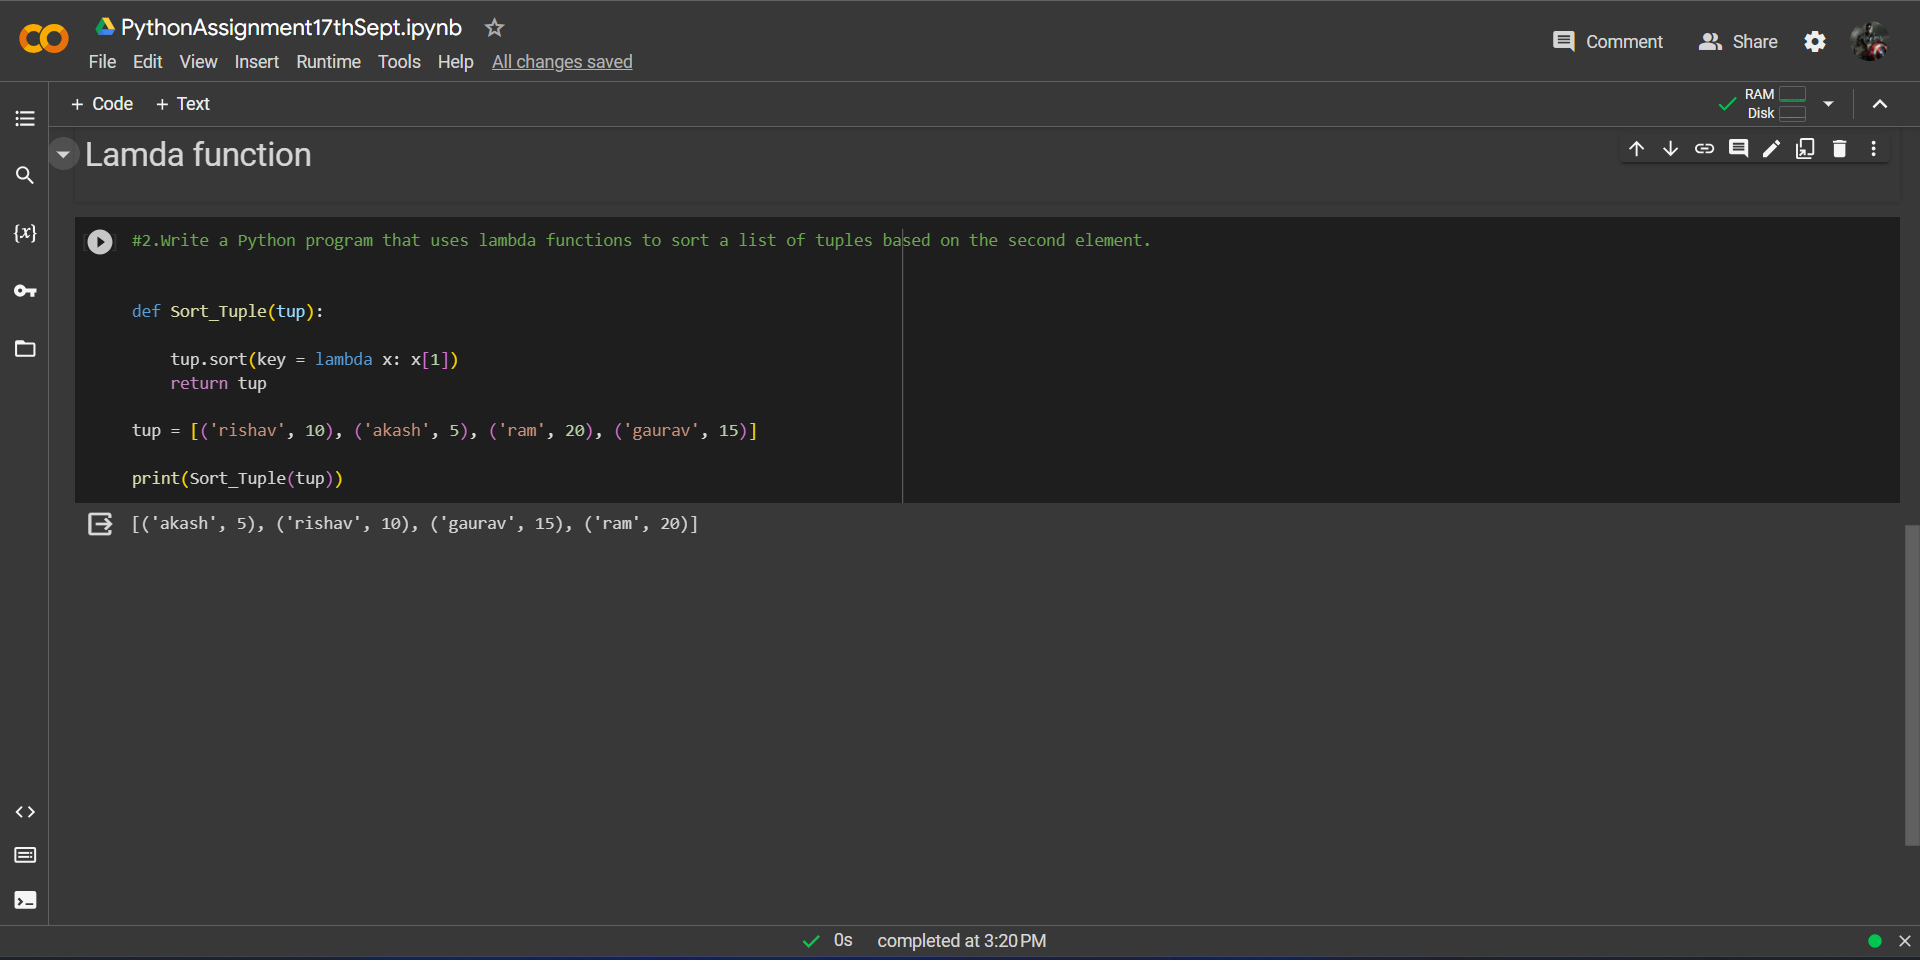 PythonAssignment17thSept.ipynb
File Edit View Insert Runtime Tools Help All changes saved
Comment Share
+ Code + Text
RAM
Disk
Lamda function
{x}
#2.Write a Python program that uses lambda functions to sort a list of tuples based on the second element.
def Sort_Tuple(tup):
tup.sort(key = lambda x: x[1])
return tup
tup = [('rishav', 10), ('akash', 5), ('ram', 20), ('gaurav', 15)]
print(Sort_Tuple(tup))
[('akash', 5), ('rishav', 10), ('gaurav', 15), ('ram', 20)]
0s completed at 3:20 PM